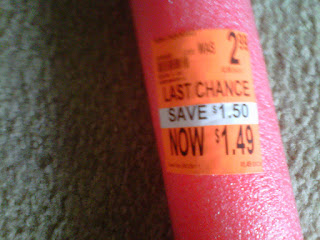 WAS 2.99
LAST CHANCE
SAVE $1.50
NOW $1.49